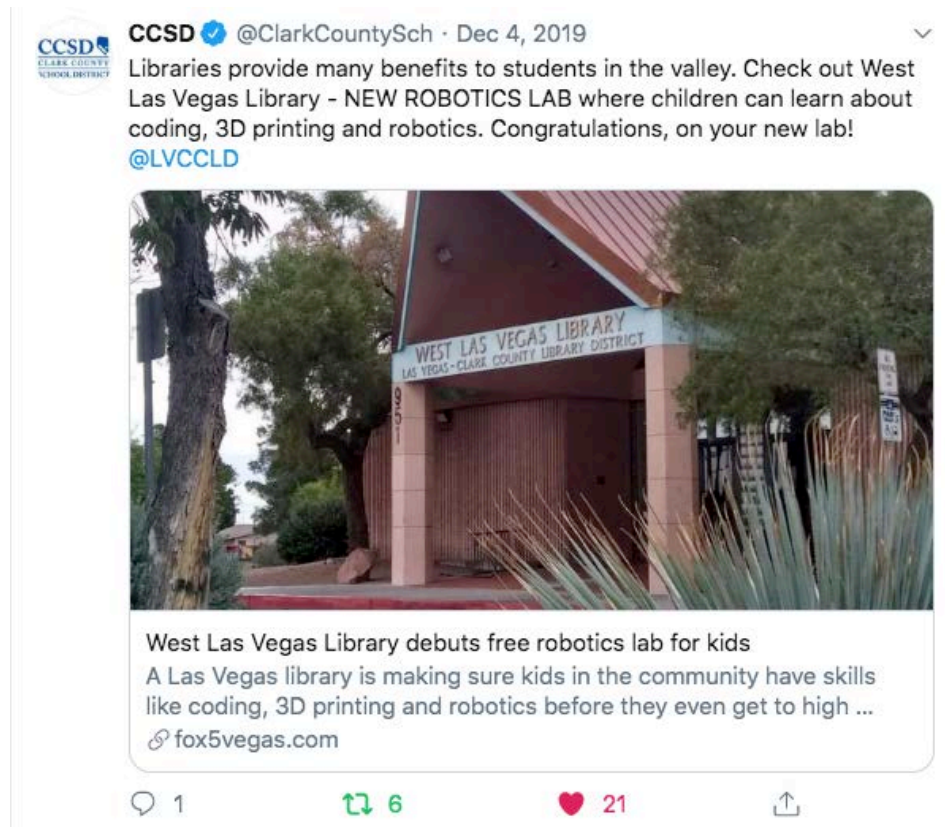 CCSD
CLARK COUNTY
SCHOOL DISTRICT
CCSD @ClarkCountySch · Dec 4, 2019
Libraries provide many benefits to students in the valley. Check out West
Las Vegas Library - NEW ROBOTICS LAB where children can learn about
coding, 3D printing and robotics. Congratulations, on your new lab!
@LVCCLD
WEST LAS VEGAS LIBRARY
LAS VEGAS-CLARK COUNTY LIBRARY DISTRICT
951
West Las Vegas Library debuts free robotics lab for kids
A Las Vegas library is making sure kids in the community have skills
like coding, 3D printing and robotics before they even get to high ...
fox5vegas.com
1 6 21